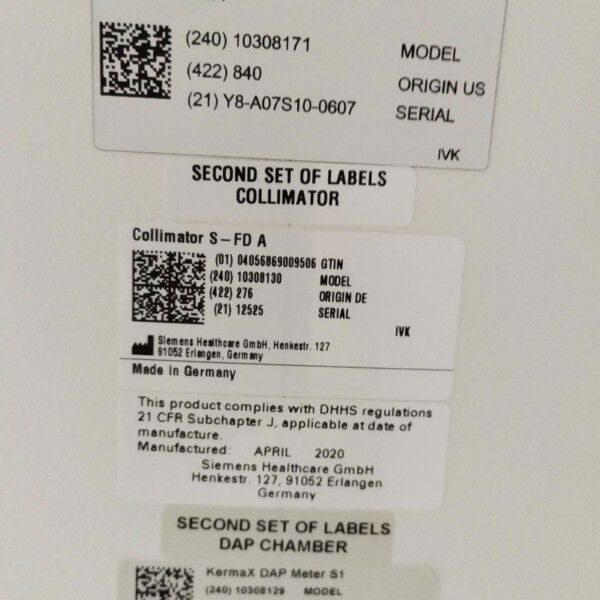 (240) 10308171 MODEL
(422) 840 ORIGIN US
(21) Y8-A07S10-0607 SERIAL
IVK
SECOND SET OF LABELS
COLLIMATOR
Collimator S-FD A
(01) 04056869009506 GTIN
(240) 10308130 MODEL
(422) 276 ORIGIN DE
(21) 12525 SERIAL
IVK
Siemens Healthcare GmbH, Henkestr. 127
91052 Erlangen, Germany
Made in Germany
This product complies with DHHS regulations
21 CFR Subchapter J, applicable at date of
manufacture.
Manufactured: APRIL 2020
Siemens Healthcare GmbH
Henkestr. 127, 91052 Erlangen
Germany
SECOND SET OF LABELS
DAP CHAMBER
KermaX DAP Meter S1
(240) 10308129 MODEL